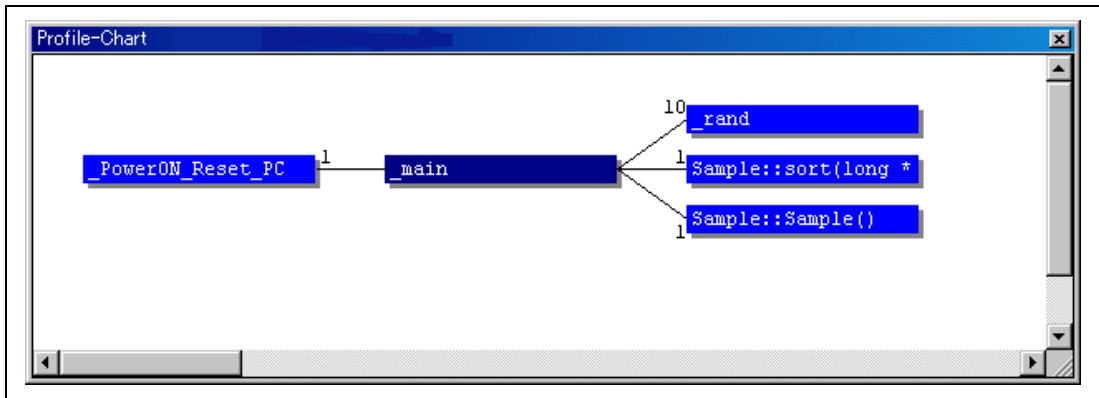 Profile-Chart
10
_rand
_PowerON_Reset_PC
1
_main
1
Sample::sort(long *
Sample::Sample()
1